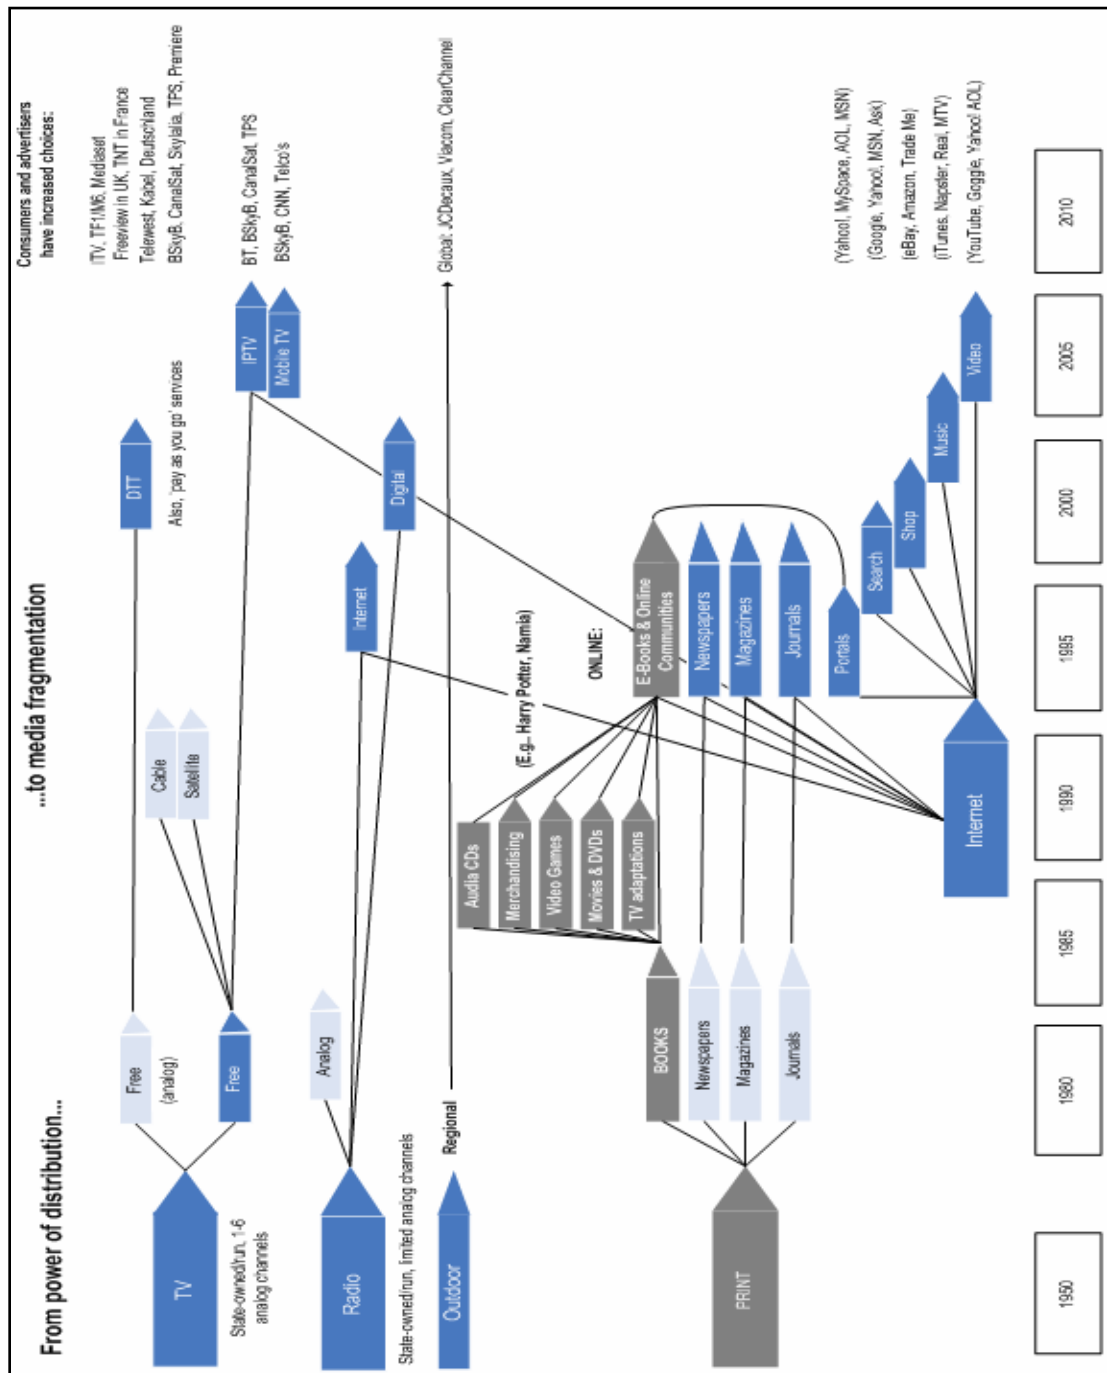 From power of distribution...
...to media fragmentation
Consumers and advertisers
have increased choices:
TV
State-owned/run, 1-6
analog channels
Free
(analog)
Free
Cable
Satellite
DTT
Also, 'pay as you go' services
IPTV
Mobile TV
ITV, TF1/M6, Mediaset
Freeview in UK, TNT in France
Telewest, Kabel, Deutschland
BSkyB, CanalSat, Skylalia, TPS, Premiere
BT, BSkyB, CanalSat, TPS
BSkyB, CNN, Telco's
Radio
State-owned/run, limited analog channels
Analog
Internet
Digital
Outdoor
Regional
Global: JCDecaux, Viacom, ClearChannel
PRINT
BOOKS
Newspapers
Magazines
Journals
Audia CDs
Merchandising
Video Games
Movies & DVDs
TV adaptations
(E.g., Harry Potter, Narnia)
ONLINE:
E-Books & Online
Communities
Newspapers
Magazines
Journals
Internet
Portals
Search
Shop
Music
Video
(Yahoo!, MySpace, AOL, MSN)
(Google, Yahoo!, MSN, Ask)
(eBay, Amazon, Trade Me)
(iTunes, Napster, Real, MTV)
(YouTube, Goggle, Yahoo! AOL)
1950
1980
1985
1990
1995
2000
2005
2010